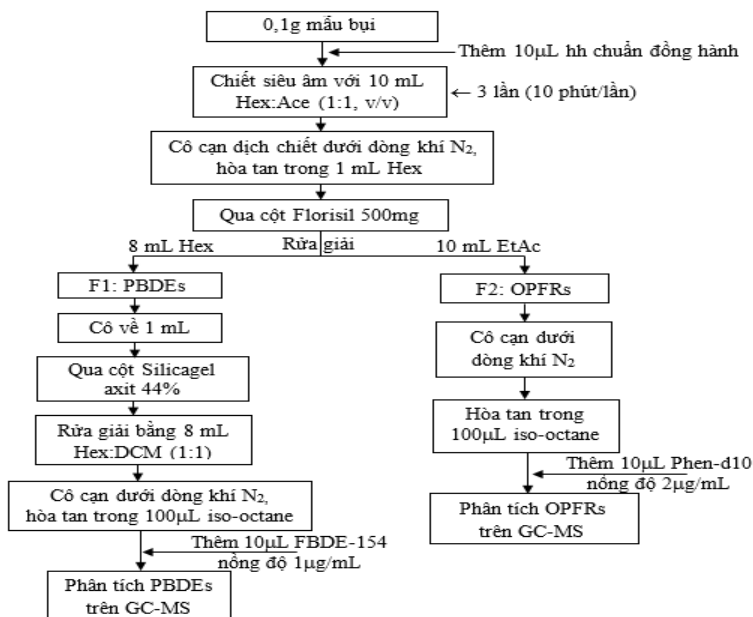 0,1g mẫu bụi
Thêm 10μL hh chuẩn đồng hành
Chiết siêu âm với 10 mL
Hex:Ace (1:1, v/v)
← 3 lần (10 phút/lần)
Cô cạn dịch chiết dưới dòng khí N₂,
hòa tan trong 1 mL Hex
Qua cột Florisil 500mg
8 mL Hex
Rửa giải
10 mL EtAc
F1: PBDEs
Cô về 1 mL
Qua cột Silicagel
axit 44%
Rửa giải bằng 8 mL
Hex:DCM (1:1)
Cô cạn dưới dòng khí N₂,
hòa tan trong 100μL iso-octane
Thêm 10μL FBDE-154
nồng độ 1μg/mL
Phân tích PBDEs
trên GC-MS
F2: OPFRs
Cô cạn dưới
dòng khí N₂
Hòa tan trong
100μL iso-octane
Thêm 10μL Phen-d10
nồng độ 2μg/mL
Phân tích OPFRs
trên GC-MS